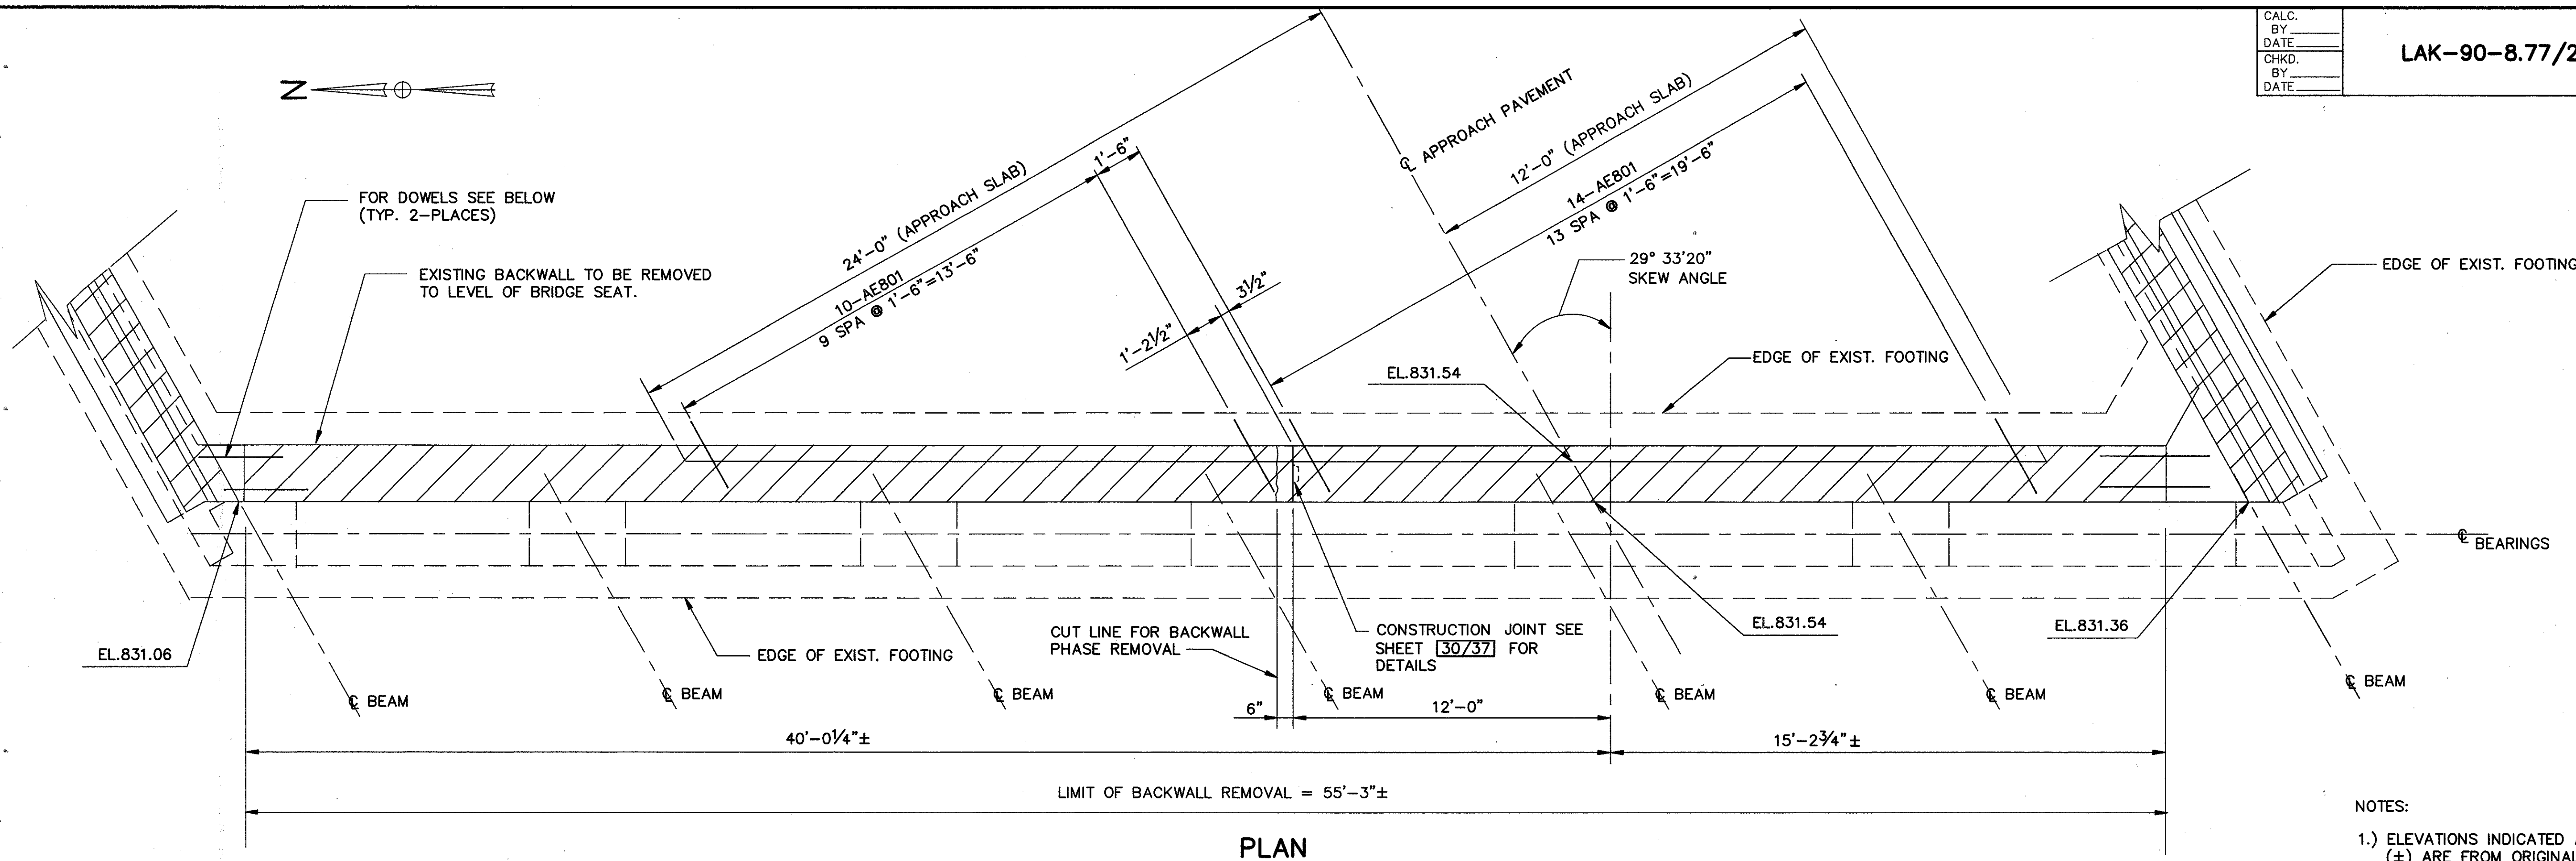 CALC.
BY
DATE
CHKD.
BY
DATE
LAK-90-8.77/2
N
FOR DOWELS SEE BELOW
(TYP. 2-PLACES)
EXISTING BACKWALL TO BE REMOVED
TO LEVEL OF BRIDGE SEAT.
24'-0" (APPROACH SLAB)
1'-6"
10-AE801
9 SPA @ 1'-6"=13'-6"
1'-2½"
3½"
℄ APPROACH PAVEMENT
12'-0" (APPROACH SLAB)
14-AE801
13 SPA @ 1'-6"=19'-6"
29° 33'20"
SKEW ANGLE
EDGE OF EXIST. FOOTING
EDGE OF EXIST. FOOTING
EL.831.54
℄ BEARINGS
EL.831.06
EDGE OF EXIST. FOOTING
CUT LINE FOR BACKWALL
PHASE REMOVAL
CONSTRUCTION JOINT SEE
SHEET 30/37 FOR
DETAILS
EL.831.54
EL.831.36
℄ BEAM
℄ BEAM
℄ BEAM
℄ BEAM
℄ BEAM
℄ BEAM
℄ BEAM
6"
12'-0"
40'-0¼"±
15'-2¾"±
LIMIT OF BACKWALL REMOVAL = 55'-3"±
PLAN
NOTES:
1.) ELEVATIONS INDICATED
(±) ARE FROM ORIGINAL